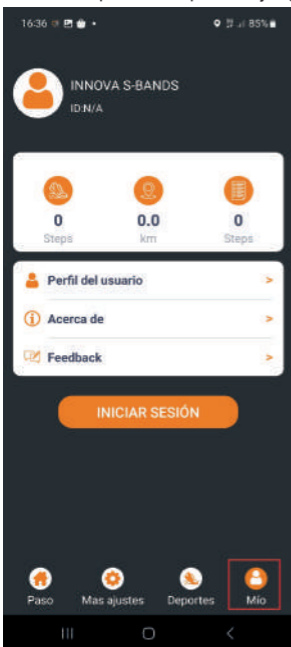 16:36
85%
INNOVA S-BANDS
ID:N/A
0 0.0 0
Steps km Steps
Perfil del usuario >
Acerca de >
Feedback >
INICIAR SESIÓN
Paso Mas ajustes Deportes Mío